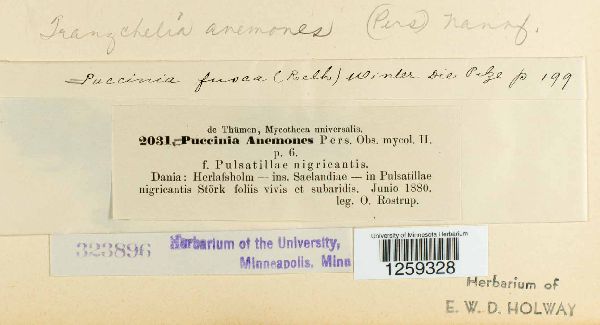 Tranzschelia anemones (Pers) Nannf.
Puccinia fusca (Relh) Winter Die Pilze p 199
de Thümen, Mycotheca universalis.
2031. Puccinia Anemones Pers. Obs. mycol. II.
p. 6.
f. Pulsatillae nigricantis.
Dania: Herlafsholm — ins. Saelandiae — in Pulsatillae
nigricantis Störk foliis vivis et subaridis. Junio 1880.
leg. O. Rostrup.
323896
Herbarium of the University,
Minneapolis, Minn
University of Minnesota Herbarium
1259328
Herbarium of
E. W. D. HOLWAY